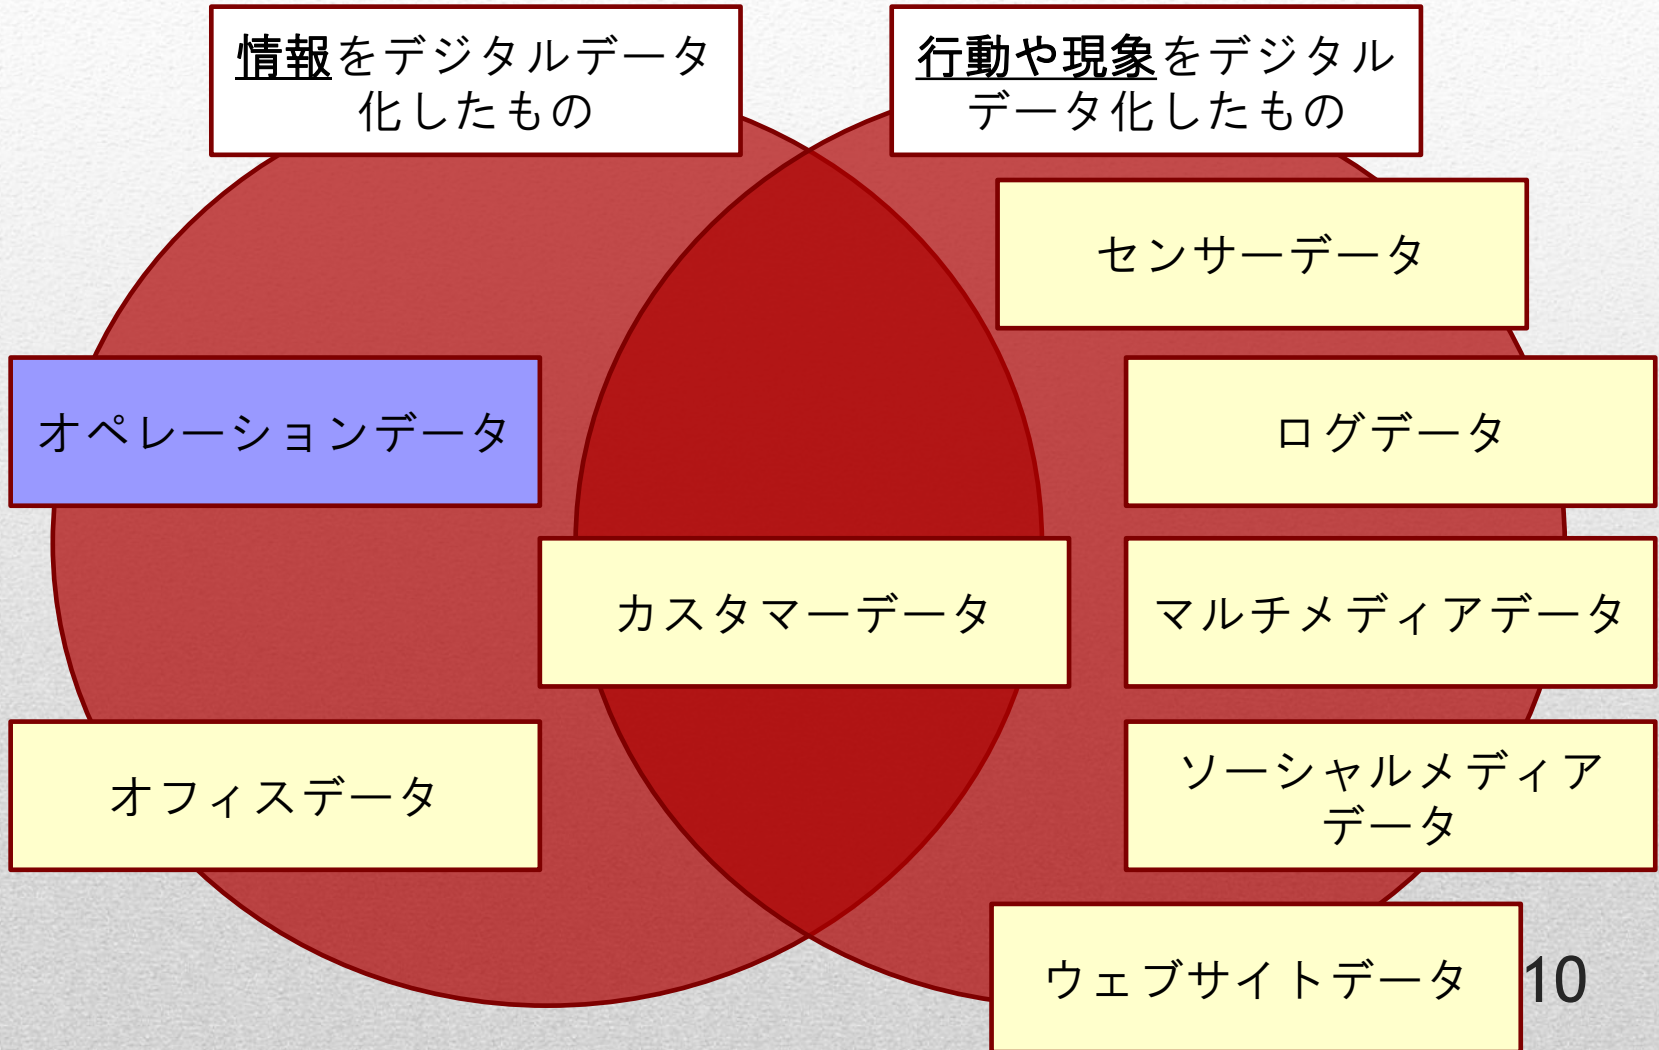 情報をデジタルデータ
化したもの
行動や現象をデジタル
データ化したもの
センサーデータ
オペレーションデータ
ログデータ
カスタマーデータ
マルチメディアデータ
オフィスデータ
ソーシャルメディア
データ
ウェブサイトデータ
10